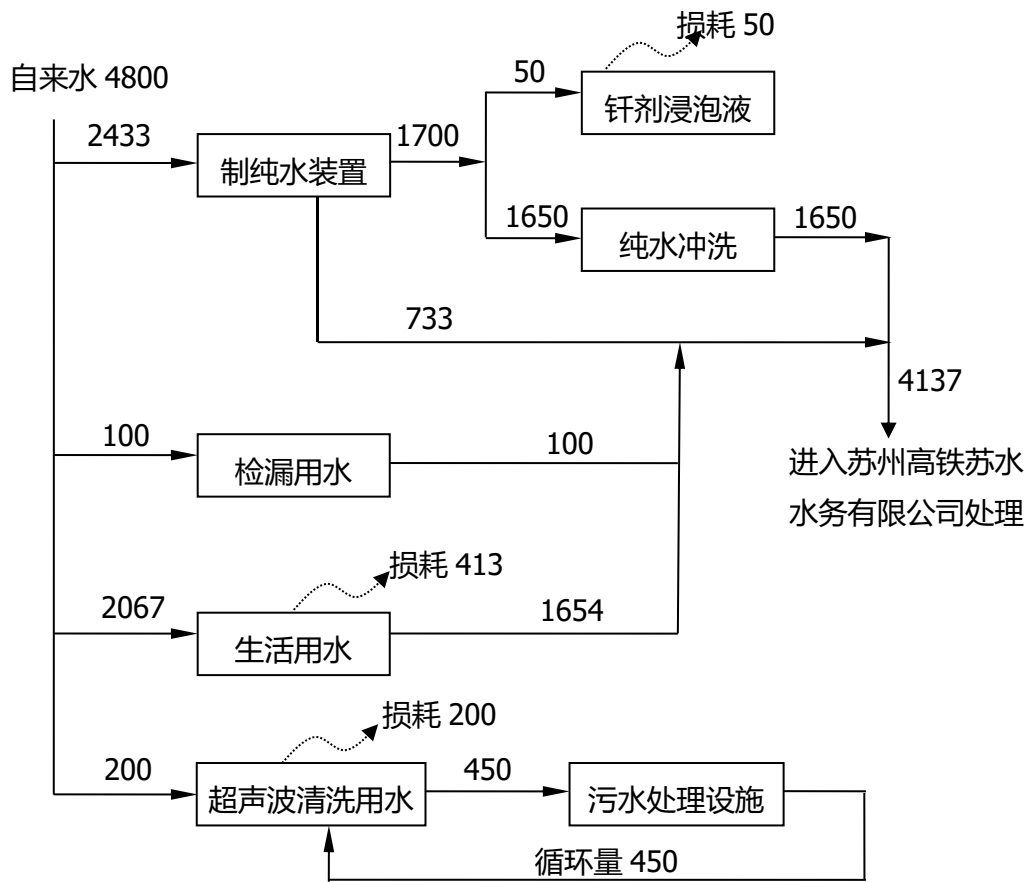 损耗 50
自来水 4800
50
钎剂浸泡液
2433
制纯水装置
1700
1650
纯水冲洗
1650
733
4137
进入苏州高铁苏水
水务有限公司处理
100
检漏用水
100
损耗 413
2067
生活用水
1654
损耗 200
200
超声波清洗用水
450
污水处理设施
循环量 450